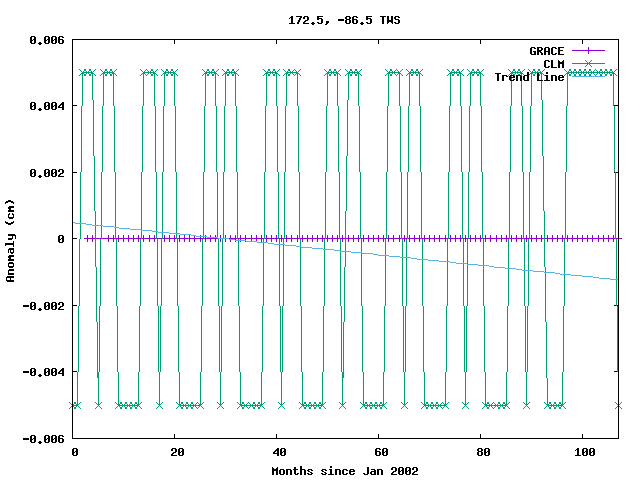 172.5, -86.5 TWS
GRACE
CLM
Trend Line
0.006
0.004
0.002
0
-0.002
-0.004
-0.006
Anomaly (cm)
0 20 40 60 80 100
Months since Jan 2002